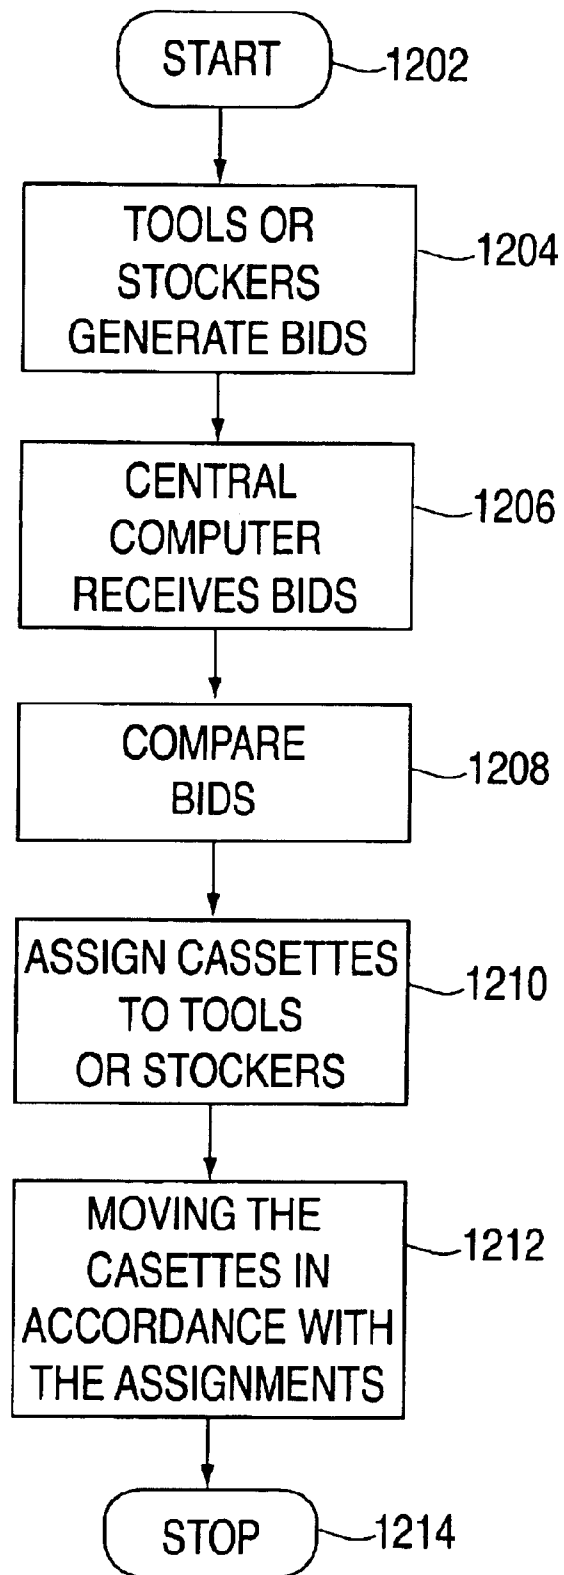 START
1202
TOOLS OR
STOCKERS
GENERATE BIDS
1204
CENTRAL
COMPUTER
RECEIVES BIDS
1206
COMPARE
BIDS
1208
ASSIGN CASSETTES
TO TOOLS
OR STOCKERS
1210
MOVING THE
CASETTES IN
ACCORDANCE WITH
THE ASSIGNMENTS
1212
STOP
1214